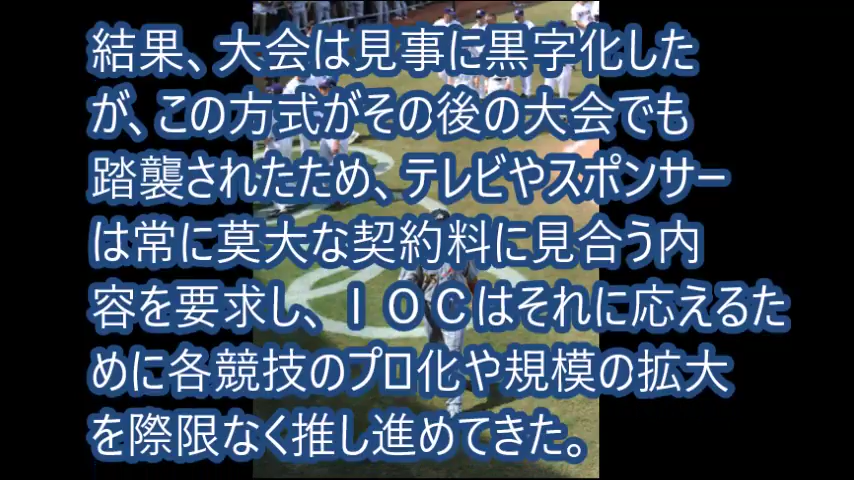 結果、大会は見事に黒字化した
が、この方式がその後の大会でも
踏襲されたため、テレビやスポンサー
は常に莫大な契約料に見合う内
容を要求し、ＩＯＣはそれに応えるた
めに各競技のプロ化や規模の拡大
を際限なく推し進めてきた。